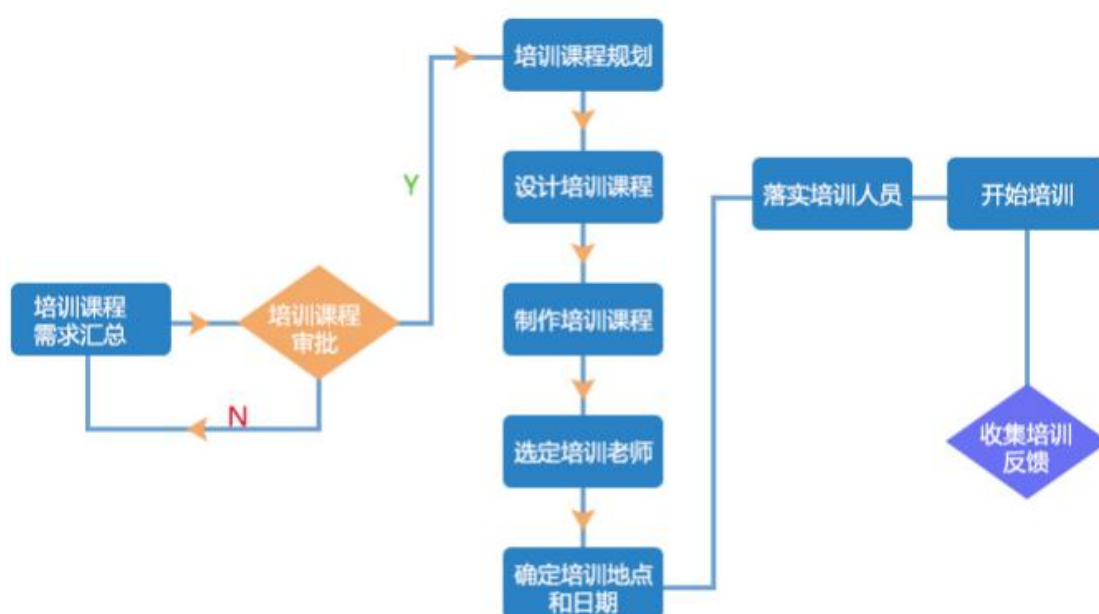 培训课程
需求汇总
培训课程
审批
Y
N
培训课程规划
设计培训课程
制作培训课程
选定培训老师
确定培训地点
和日期
落实培训人员
开始培训
收集培训
反馈